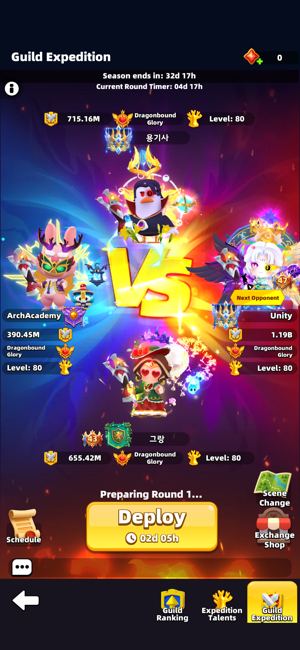 Guild Expedition
0
Season ends in: 32d 17h
Current Round Timer: 04d 17h
715.16M
Dragonbound
Glory
Level: 80
용기사
VS
Next Opponent
ArchAcademy
Unity
390.45M
1.19B
Dragonbound
Glory
Dragonbound
Glory
Level: 80
Level: 80
그랑
655.42M
Dragonbound
Glory
Level: 80
Preparing Round 1...
Deploy
02d 05h
Schedule
Scene
Change
Exchange
Shop
Guild
Ranking
Expedition
Talents
Guild
Expedition